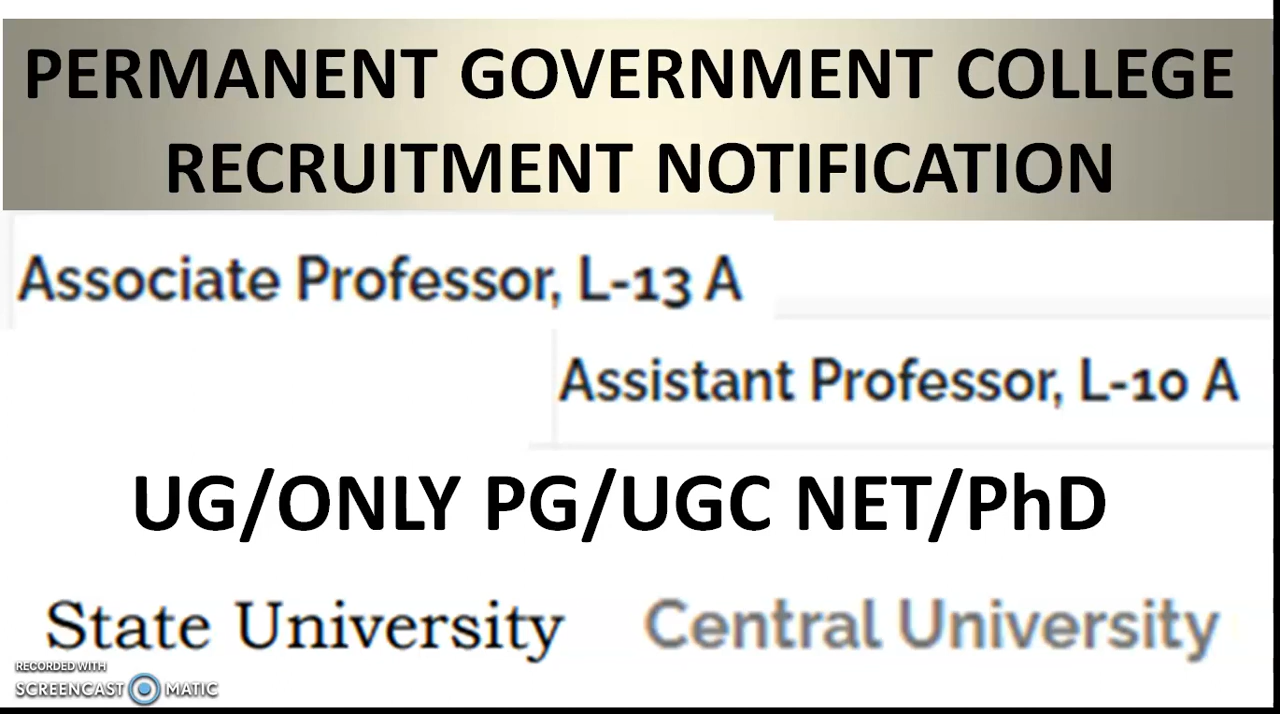 PERMANENT GOVERNMENT COLLEGE
RECRUITMENT NOTIFICATION
Associate Professor, L-13 A
Assistant Professor, L-10 A
UG/ONLY PG/UGC NET/PhD
State University Central University
RECORDED WITH
SCREENCAST MATIC